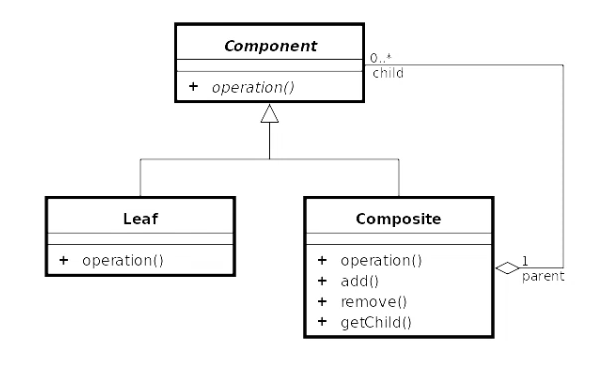 Component
0..*
child
+ operation()
Leaf
+ operation()
Composite
+ operation()
+ add()
+ remove()
+ getChild()
1
parent